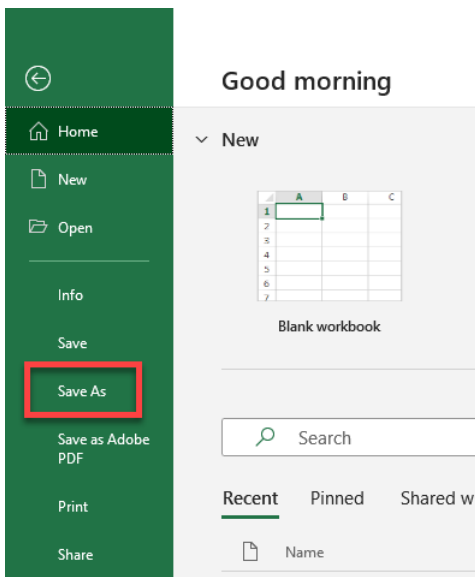 Good morning
Home
New
Open
Info
Save
Save As
Save as Adobe
PDF
Print
Share
New
A B C
1
2
3
4
5
6
7
Blank workbook
Search
Recent Pinned Shared w
Name